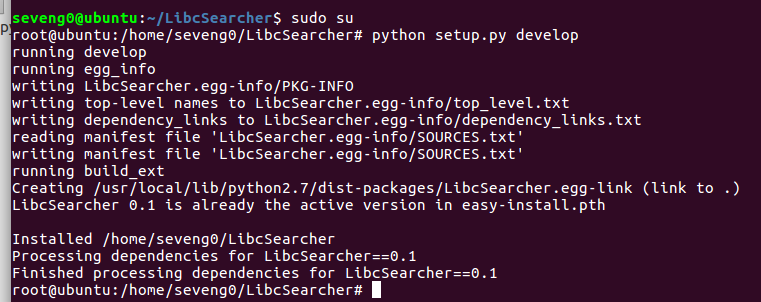 seveng0@ubuntu:~/LibcSearcher$ sudo su
root@ubuntu:/home/seveng0/LibcSearcher# python setup.py develop
running develop
running egg_info
writing LibcSearcher.egg-info/PKG-INFO
writing top-level names to LibcSearcher.egg-info/top_level.txt
writing dependency_links to LibcSearcher.egg-info/dependency_links.txt
reading manifest file 'LibcSearcher.egg-info/SOURCES.txt'
writing manifest file 'LibcSearcher.egg-info/SOURCES.txt'
running build_ext
Creating /usr/local/lib/python2.7/dist-packages/LibcSearcher.egg-link (link to .)
LibcSearcher 0.1 is already the active version in easy-install.pth

Installed /home/seveng0/LibcSearcher
Processing dependencies for LibcSearcher==0.1
Finished processing dependencies for LibcSearcher==0.1
root@ubuntu:/home/seveng0/LibcSearcher#